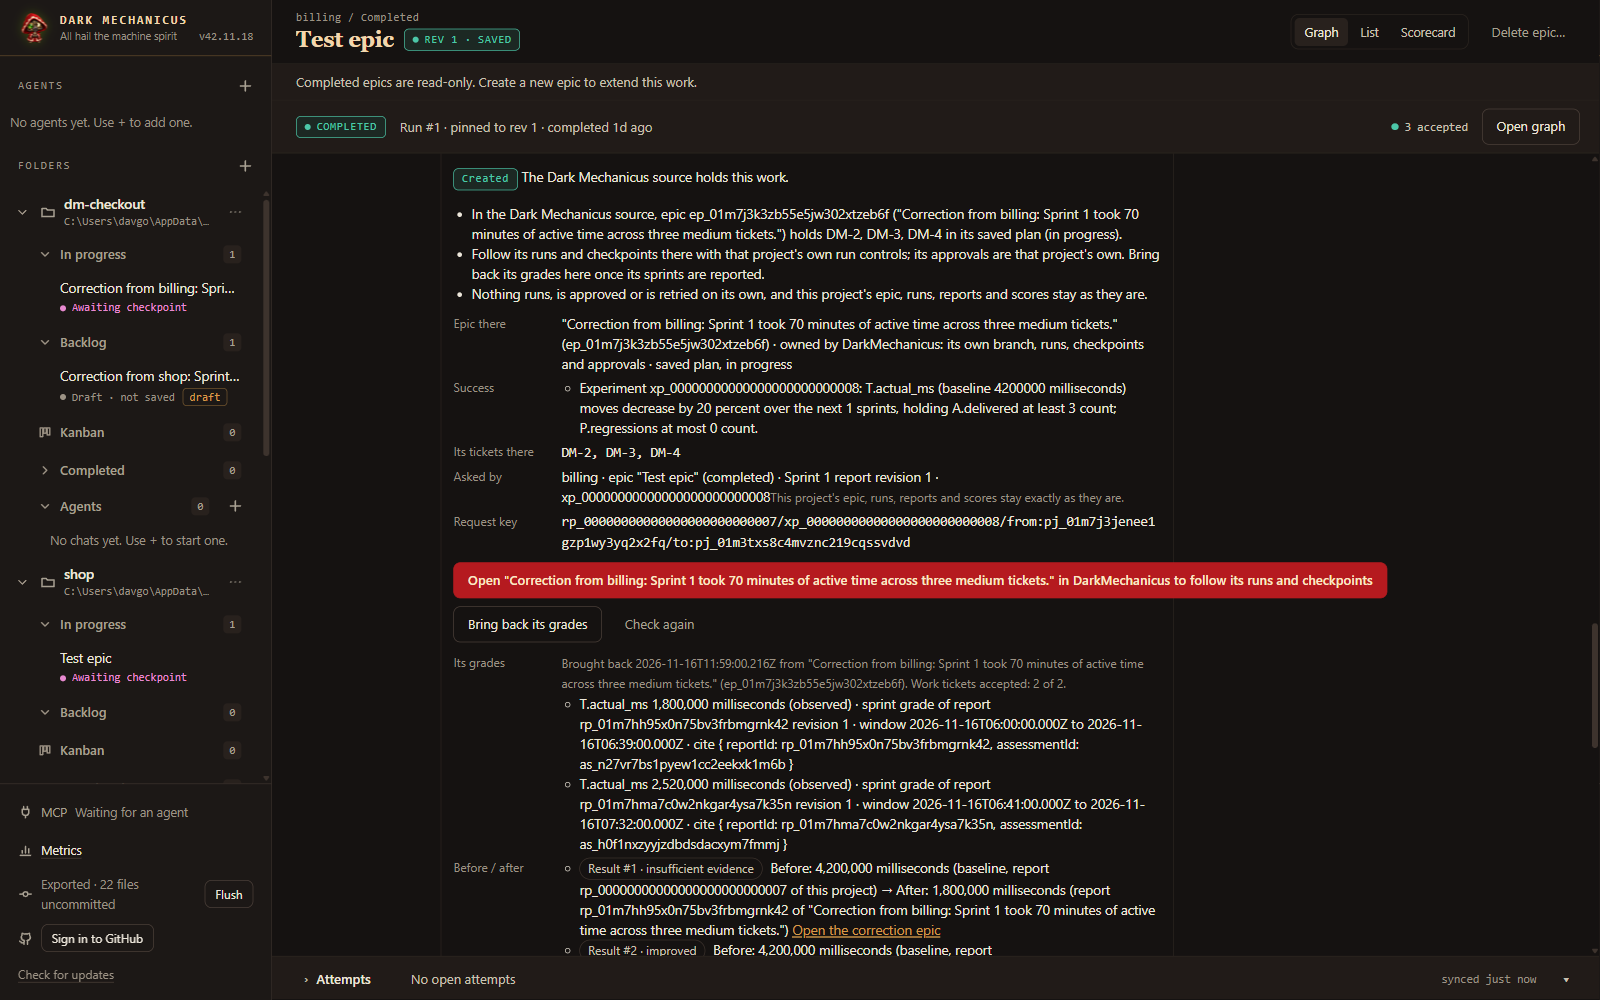 DARK MECHANICUS
All hail the machine spirit v42.11.18
AGENTS
No agents yet. Use + to add one.
FOLDERS
dm-checkout
C:\Users\davgo\AppData\…
In progress 1
Correction from billing: Spri...
Awaiting checkpoint
Backlog 1
Correction from shop: Sprint...
Draft · not saved draft
Kanban 0
Completed 0
Agents 0
No chats yet. Use + to start one.
shop
C:\Users\davgo\AppData\…
In progress 1
Test epic
Awaiting checkpoint
Backlog 0
Kanban 0
MCP Waiting for an agent
Metrics
Exported · 22 files
uncommitted
Flush
Sign in to GitHub
Check for updates
billing / Completed
Test epic REV 1 · SAVED
Graph List Scorecard Delete epic...
Completed epics are read-only. Create a new epic to extend this work.
COMPLETED Run #1 · pinned to rev 1 · completed 1d ago 3 accepted Open graph
Created The Dark Mechanicus source holds this work.
• In the Dark Mechanicus source, epic ep_01m7j3k3zb55e5jw302xtzeb6f ("Correction from billing: Sprint 1 took 70
minutes of active time across three medium tickets.") holds DM-2, DM-3, DM-4 in its saved plan (in progress).
• Follow its runs and checkpoints there with that project's own run controls; its approvals are that project's own. Bring
back its grades here once its sprints are reported.
• Nothing runs, is approved or is retried on its own, and this project's epic, runs, reports and scores stay as they are.
Epic there "Correction from billing: Sprint 1 took 70 minutes of active time across three medium tickets."
(ep_01m7j3k3zb55e5jw302xtzeb6f) · owned by DarkMechanicus: its own branch, runs, checkpoints
and approvals · saved plan, in progress
Success Experiment xp_00000000000000000000000008: T.actual_ms (baseline 4200000 milliseconds)
moves decrease by 20 percent over the next 1 sprints, holding A.delivered at least 3 count;
P.regressions at most 0 count.
Its tickets there DM-2, DM-3, DM-4
Asked by billing · epic "Test epic" (completed) · Sprint 1 report revision 1 ·
xp_00000000000000000000000008This project's epic, runs, reports and scores stay exactly as they are.
Request key rp_00000000000000000000000007/xp_00000000000000000000000008/from:pj_01m7j3jenee1
gzp1wy3yq2x2fq/to:pj_01m3txs8c4mvznc219cqssvdvd
Open "Correction from billing: Sprint 1 took 70 minutes of active time across three medium tickets." in DarkMechanicus to follow its runs and checkpoints
Bring back its grades Check again
Its grades Brought back 2026-11-16T11:59:00.216Z from "Correction from billing: Sprint 1 took 70 minutes of active time
across three medium tickets." (ep_01m7j3k3zb55e5jw302xtzeb6f). Work tickets accepted: 2 of 2.
T.actual_ms 1,800,000 milliseconds (observed) · sprint grade of report
rp_01m7hh95x0n75bv3frbmgrnk42 revision 1 · window 2026-11-16T06:00:00.000Z to 2026-11-
16T06:39:00.000Z · cite { reportId: rp_01m7hh95x0n75bv3frbmgrnk42, assessmentId:
as_n27vr7bs1pyew1cc2eekxk1m6b }
T.actual_ms 2,520,000 milliseconds (observed) · sprint grade of report
rp_01m7hma7c0w2nkgar4ysa7k35n revision 1 · window 2026-11-16T06:41:00.000Z to 2026-11-
16T07:32:00.000Z · cite { reportId: rp_01m7hma7c0w2nkgar4ysa7k35n, assessmentId:
as_h0f1nxzyyjzdbdsdacxym7fmmj }
Before / after Result #1 · insufficient evidence Before: 4,200,000 milliseconds (baseline, report
rp_00000000000000000000000007 of this project) → After: 1,800,000 milliseconds (report
rp_01m7hh95x0n75bv3frbmgrnk42 of "Correction from billing: Sprint 1 took 70 minutes of active
time across three medium tickets.") Open the correction epic
Result #2 · improved Before: 4,200,000 milliseconds (baseline, report
Attempts No open attempts synced just now